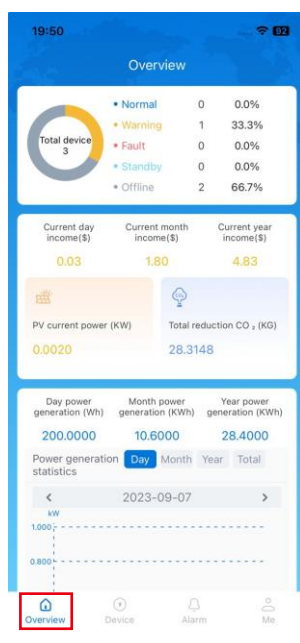 19:50
92
Overview
Total device
3
Normal 0 0.0%
Warning 1 33.3%
Fault 0 0.0%
Standby 0 0.0%
Offline 2 66.7%
Current day income($)
Current month income($)
Current year income($)
0.03 1.80 4.83
CO₂
PV current power (KW)
0.0020
Total reduction CO ₂ (KG)
28.3148
Day power generation (Wh)
Month power generation (KWh)
Year power generation (KWh)
200.0000 10.6000 28.4000
Power generation statistics
Day Month Year Total
< 2023-09-07 >
kW
1.000
0.800
Overview Device Alarm Me